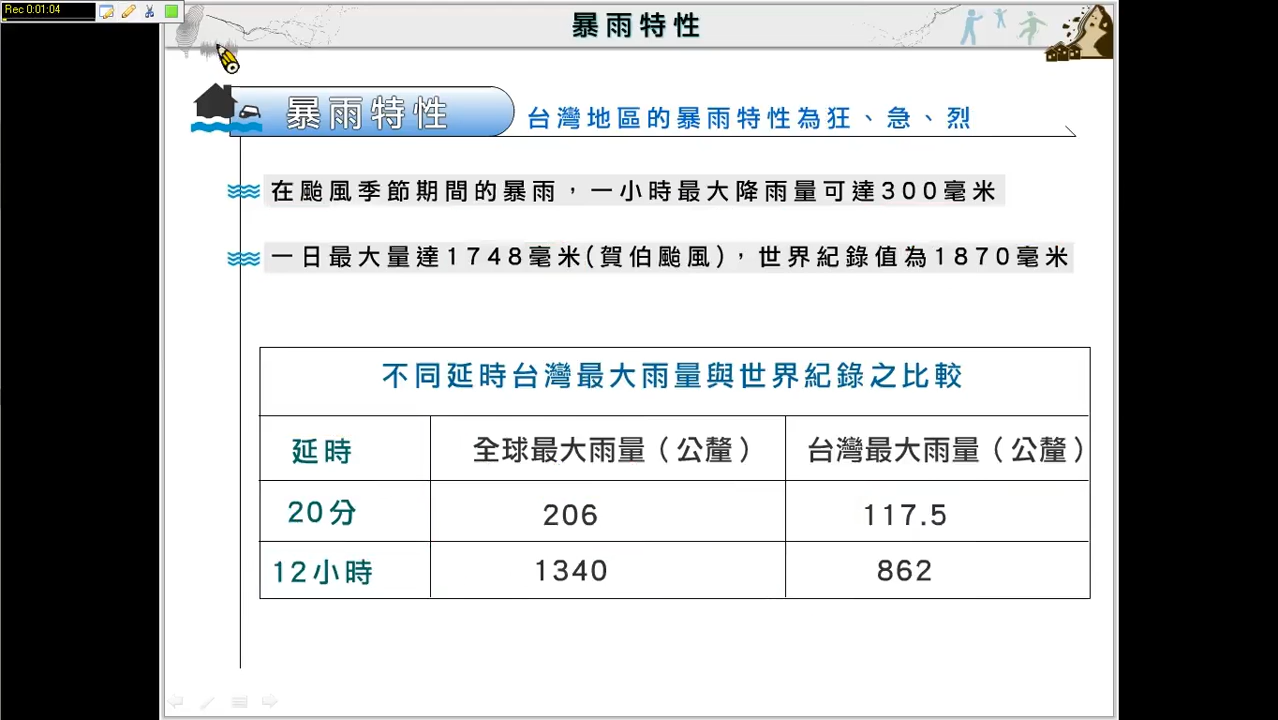 Rec 0:01:04
暴雨特性
暴雨特性
台灣地區的暴雨特性為狂、急、烈
在颱風季節期間的暴雨，一小時最大降雨量可達300毫米
一日最大量達1748毫米(賀伯颱風)，世界紀錄值為1870毫米
不同延時台灣最大雨量與世界紀錄之比較
延時 全球最大雨量（公釐） 台灣最大雨量（公釐）
20分 206 117.5
12小時 1340 862